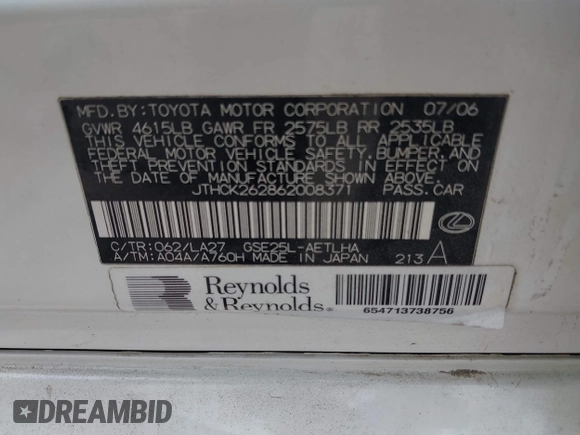 MFD. BY: TOYOTA MOTOR CORPORATION 07/06
GVWR 4615LB GAWR FR 2575LB RR 2535LB
THIS VEHICLE CONFORMS TO ALL APPLICABLE
FEDERAL MOTOR VEHICLE SAFETY, BUMPER, AND
THEFT PREVENTION STANDARDS IN EFFECT ON
THE DATE OF MANUFACTURE SHOWN ABOVE.
JTHCK262862008371 PASS. CAR
C/TR: 062/LA27 GSE25L-AETLHA
A/TM: A04A/A760H MADE IN JAPAN 213 A
Reynolds
& Reynolds®
654713738756
DREAMBID